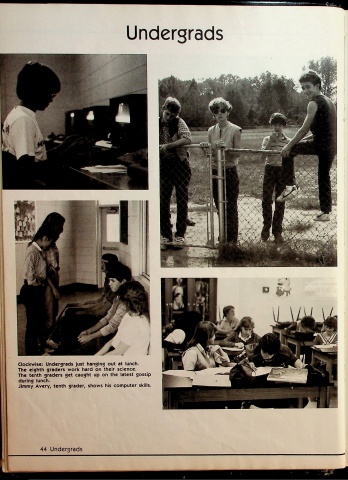 Undergrads
Clockwise: Undergrads just hanging out at lunch.
The eighth graders work hard on their science.
The tenth graders get caught up on the latest gossip
during lunch.
Jimmy Avery, tenth grader, shows his computer skills.
44 Undergrads